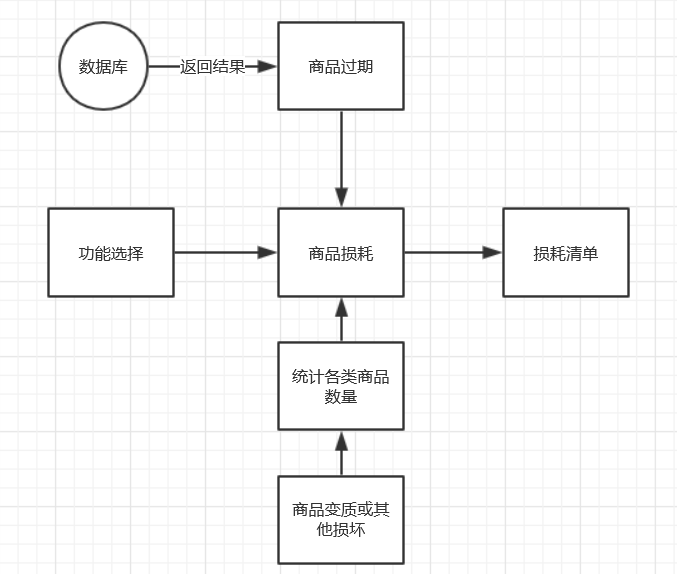 数据库
返回结果
商品过期
功能选择
商品损耗
损耗清单
统计各类商品
数量
商品变质或其
他损坏